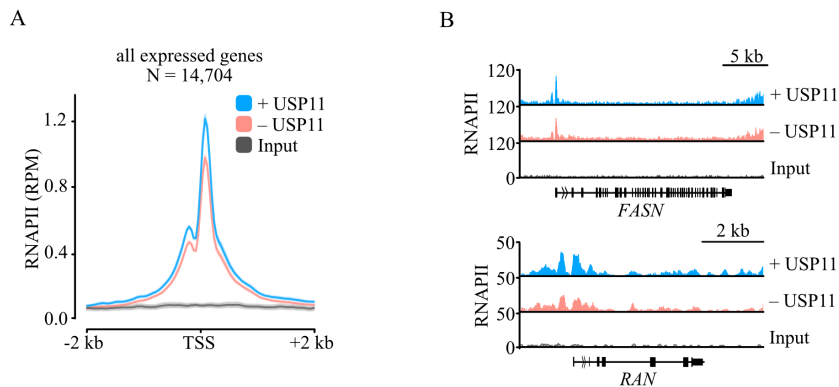 A
all expressed genes
N = 14,704
+ USP11
– USP11
Input
RNAPII (RPM)
1.2
0.8
0.4
0.0
-2 kb
TSS
+2 kb
B
5 kb
RNAPII
120
120
120
0
+ USP11
– USP11
Input
FASN
2 kb
RNAPII
50
50
50
0
+ USP11
– USP11
Input
RAN